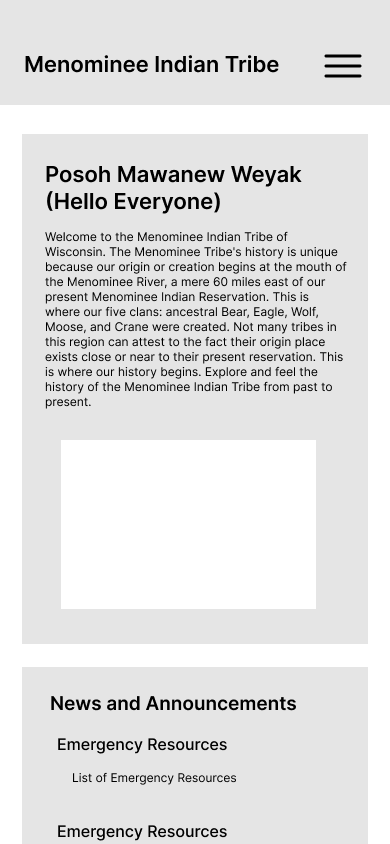 Menominee Indian Tribe
Posoh Mawanew Weyak
(Hello Everyone)
Welcome to the Menominee Indian Tribe of
Wisconsin. The Menominee Tribe's history is unique
because our origin or creation begins at the mouth of
the Menominee River, a mere 60 miles east of our
present Menominee Indian Reservation. This is
where our five clans: ancestral Bear, Eagle, Wolf,
Moose, and Crane were created. Not many tribes in
this region can attest to the fact their origin place
exists close or near to their present reservation. This
is where our history begins. Explore and feel the
history of the Menominee Indian Tribe from past to
present.
News and Announcements
Emergency Resources
List of Emergency Resources
Emergency Resources